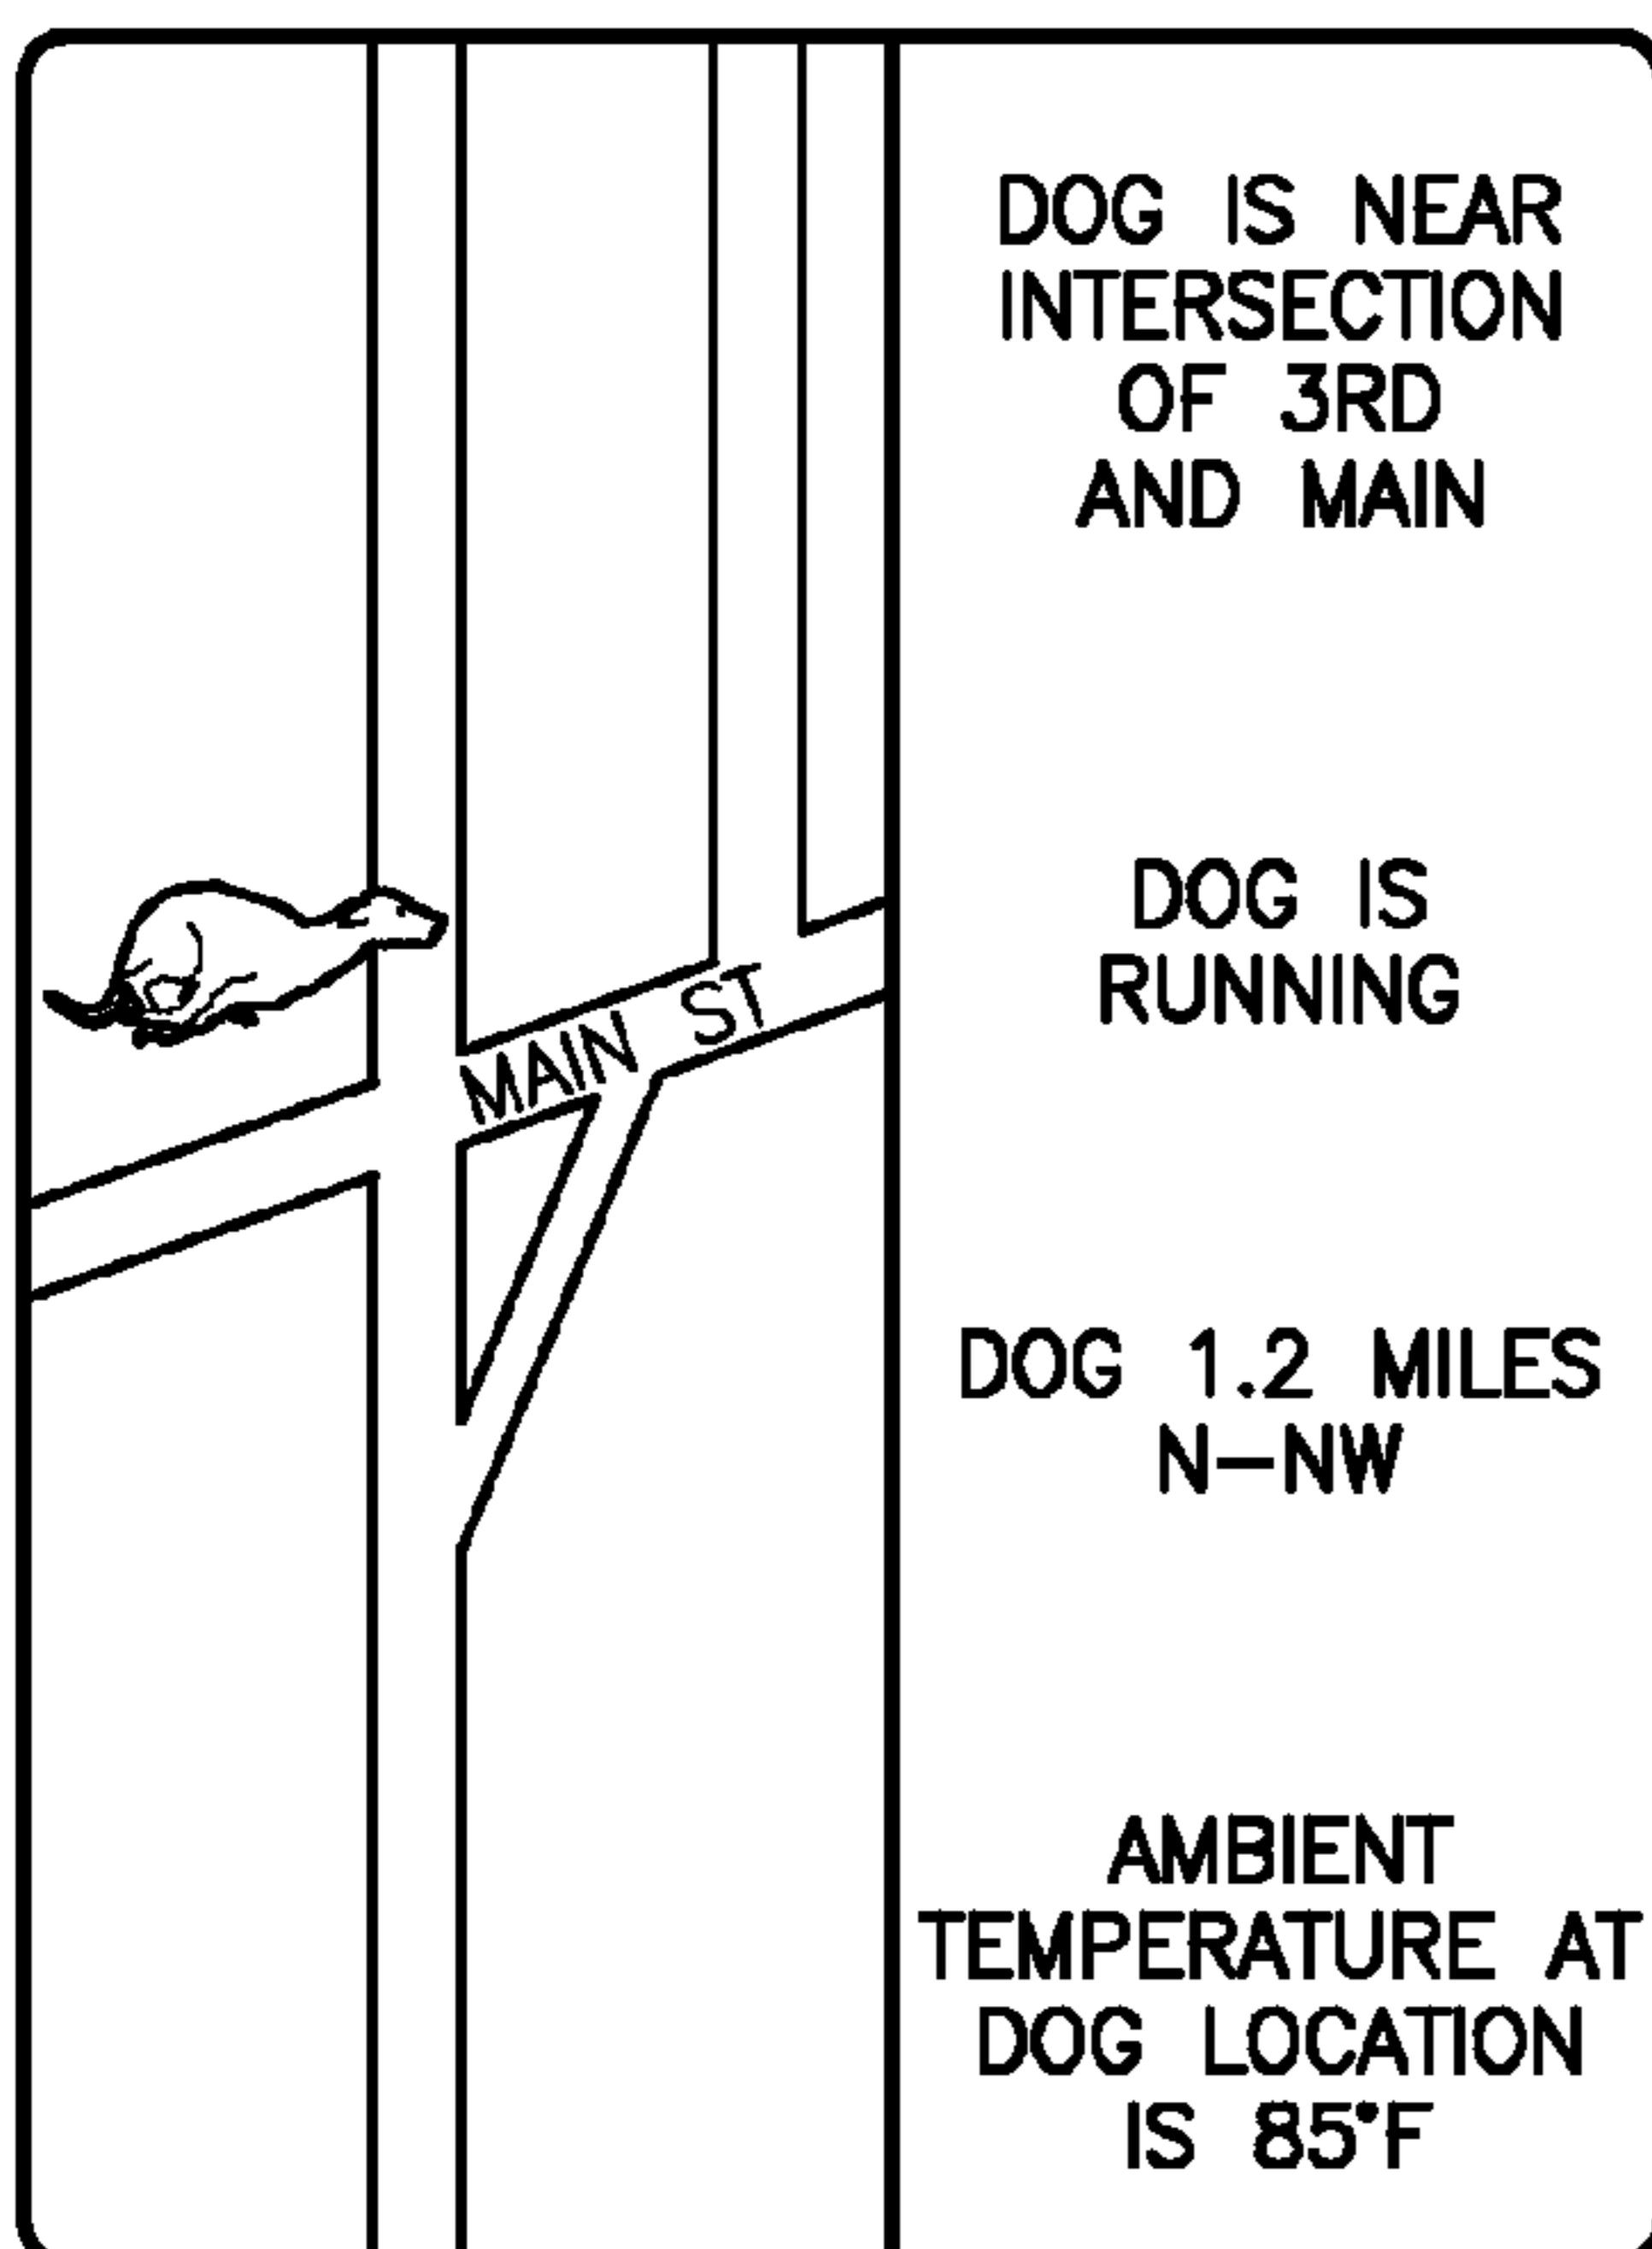 DOG IS NEAR
INTERSECTION
OF 3RD
AND MAIN
DOG IS
RUNNING
MAIN ST
DOG 1.2 MILES
N-NW
AMBIENT
TEMPERATURE AT
DOG LOCATION
IS 85°F